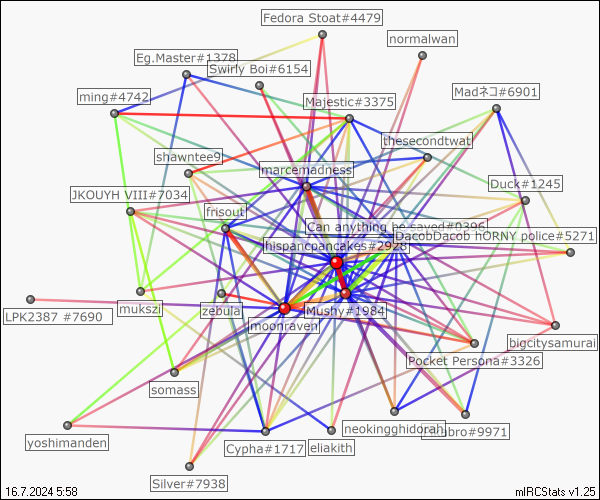 Fedora Stoat#4479
normalwan
Eg.Master#1378
Swirly Boi#6154
Madネコ#6901
ming#4742
Majestic#3375
thesecondtwat
shawntee9
marcemadness
Duck#1245
JKOUYH VIII#7034
frisout
Can anything be saved#0396
DacobDacob hORNY police#5271
hispancpancakes#2928
LPK2387 #7690
mukszi
zebula
Mushy#1984
moonraven
bigcitysamurai
Pocket Persona#3326
somass
neokingghidorah
bro#9971
yoshimanden
Cypha#1717
eliakith
Silver#7938
16.7.2024 5:58
mIRCStats v1.25